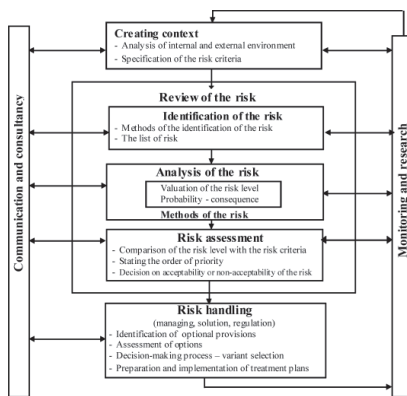 Creating context
- Analysis of internal and external environment
- Specification of the risk criteria
Review of the risk
Identification of the risk
- Methods of the identification of the risk
- The list of risk
Analysis of the risk
Valuation of the risk level
Probability - consequence
Methods of the risk
Risk assessment
- Comparison of the risk level with the risk criteria
- Stating the order of priority
- Decision on acceptability or non-acceptability of the risk
Risk handling
(managing, solution, regulation)
- Identification of optional provisions
- Assessment of options
- Decision-making process – variant selection
- Preparation and implementation of treatment plans
Communication and consultancy
Monitoring and research